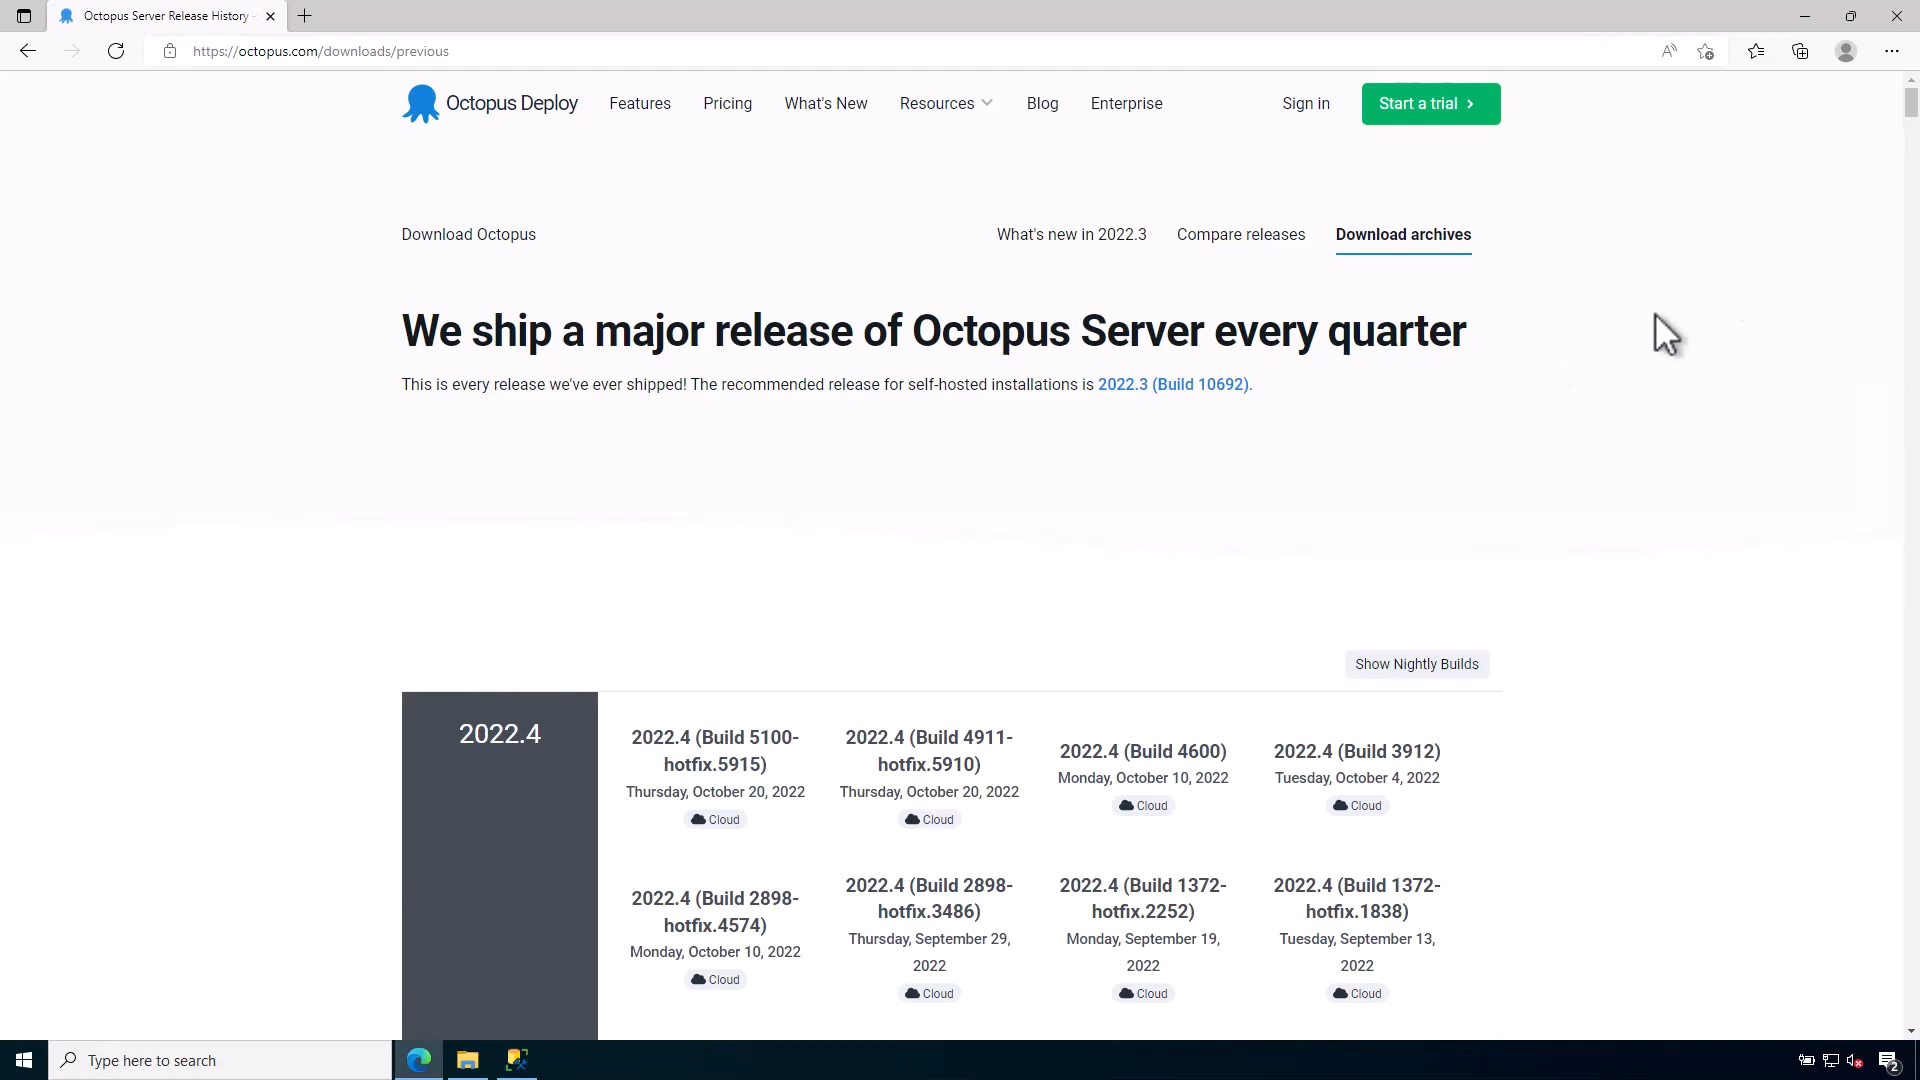 Octopus Server Release History -
https://octopus.com/downloads/previous
Octopus Deploy
Features
Pricing
What's New
Resources
Blog
Enterprise
Sign in
Start a trial
Download Octopus
What's new in 2022.3
Compare releases
Download archives
We ship a major release of Octopus Server every quarter
This is every release we've ever shipped! The recommended release for self-hosted installations is 2022.3 (Build 10692).
Show Nightly Builds
2022.4
2022.4 (Build 5100-
hotfix.5915)
Thursday, October 20, 2022
Cloud
2022.4 (Build 4911-
hotfix.5910)
Thursday, October 20, 2022
Cloud
2022.4 (Build 4600)
Monday, October 10, 2022
Cloud
2022.4 (Build 3912)
Tuesday, October 4, 2022
Cloud
2022.4 (Build 2898-
hotfix.4574)
Monday, October 10, 2022
Cloud
2022.4 (Build 2898-
hotfix.3486)
Thursday, September 29,
2022
Cloud
2022.4 (Build 1372-
hotfix.2252)
Monday, September 19,
2022
Cloud
2022.4 (Build 1372-
hotfix.1838)
Tuesday, September 13,
2022
Cloud
Type here to search
2